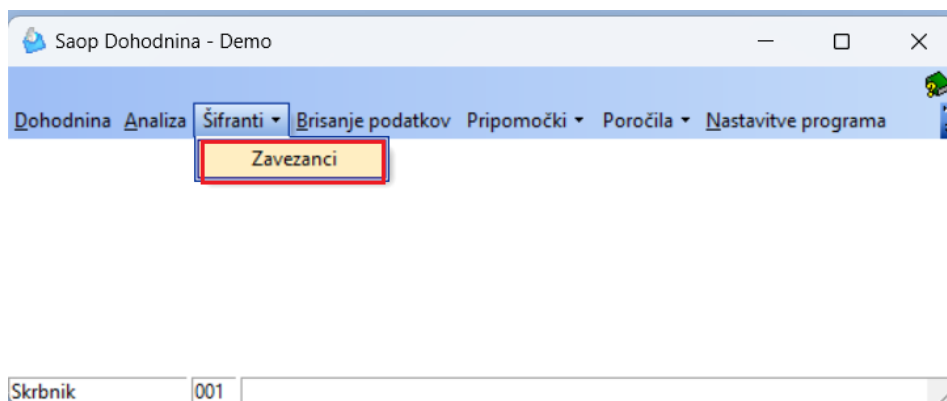 Saop Dohodnina - Demo
Dohodnina Analiza Šifranti Brisanje podatkov Pripomočki Poročila Nastavitve programa
Zavezanci
Skrbnik 001